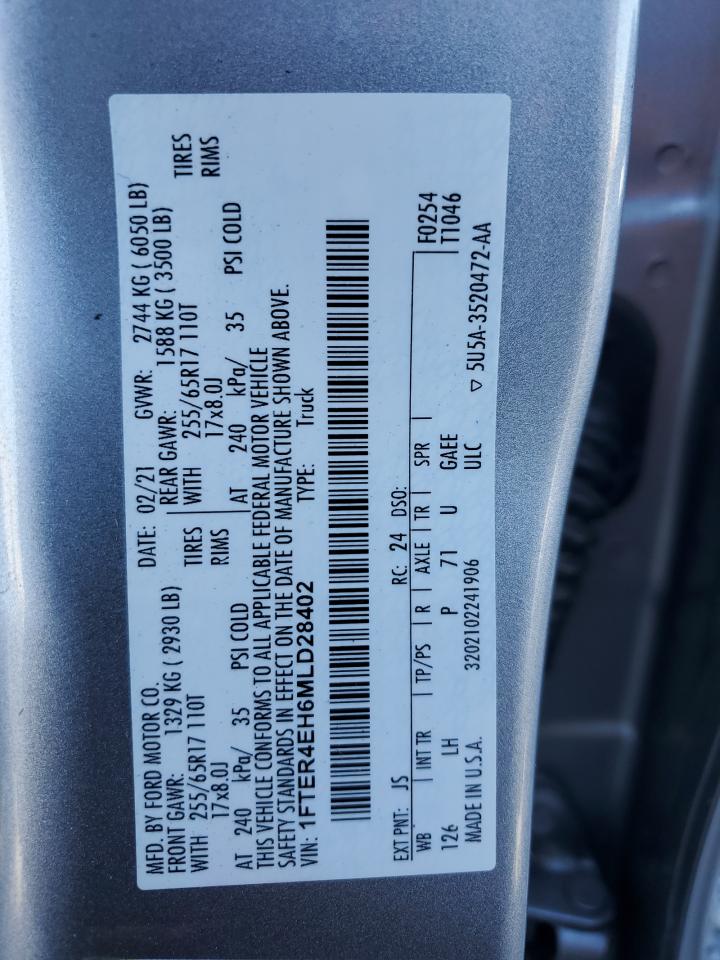 MFD. BY FORD MOTOR CO. DATE: 02/21 GVWR: 2744 KG ( 6050 LB)
FRONT GAWR: 1329 KG ( 2930 LB) REAR GAWR: 1588 KG ( 3500 LB)
WITH 255/65R17 110T TIRES WITH 255/65R17 110T TIRES
17x8.0J RIMS 17x8.0J RIMS
AT 240 kPa/ 35 PSI COLD AT 240 kPa/ 35 PSI COLD
THIS VEHICLE CONFORMS TO ALL APPLICABLE FEDERAL MOTOR VEHICLE
SAFETY STANDARDS IN EFFECT ON THE DATE OF MANUFACTURE SHOWN ABOVE.
VIN: 1FTER4EH6MLD28402 TYPE: Truck
EXT PNT: JS RC: 24 DSO: F0254
WB INT TR TP/PS R AXLE TR SPR T1046
126 LH P 71 U GAEE
MADE IN U.S.A. 3202102241906 ULC ▽ 5U5A-3520472-AA